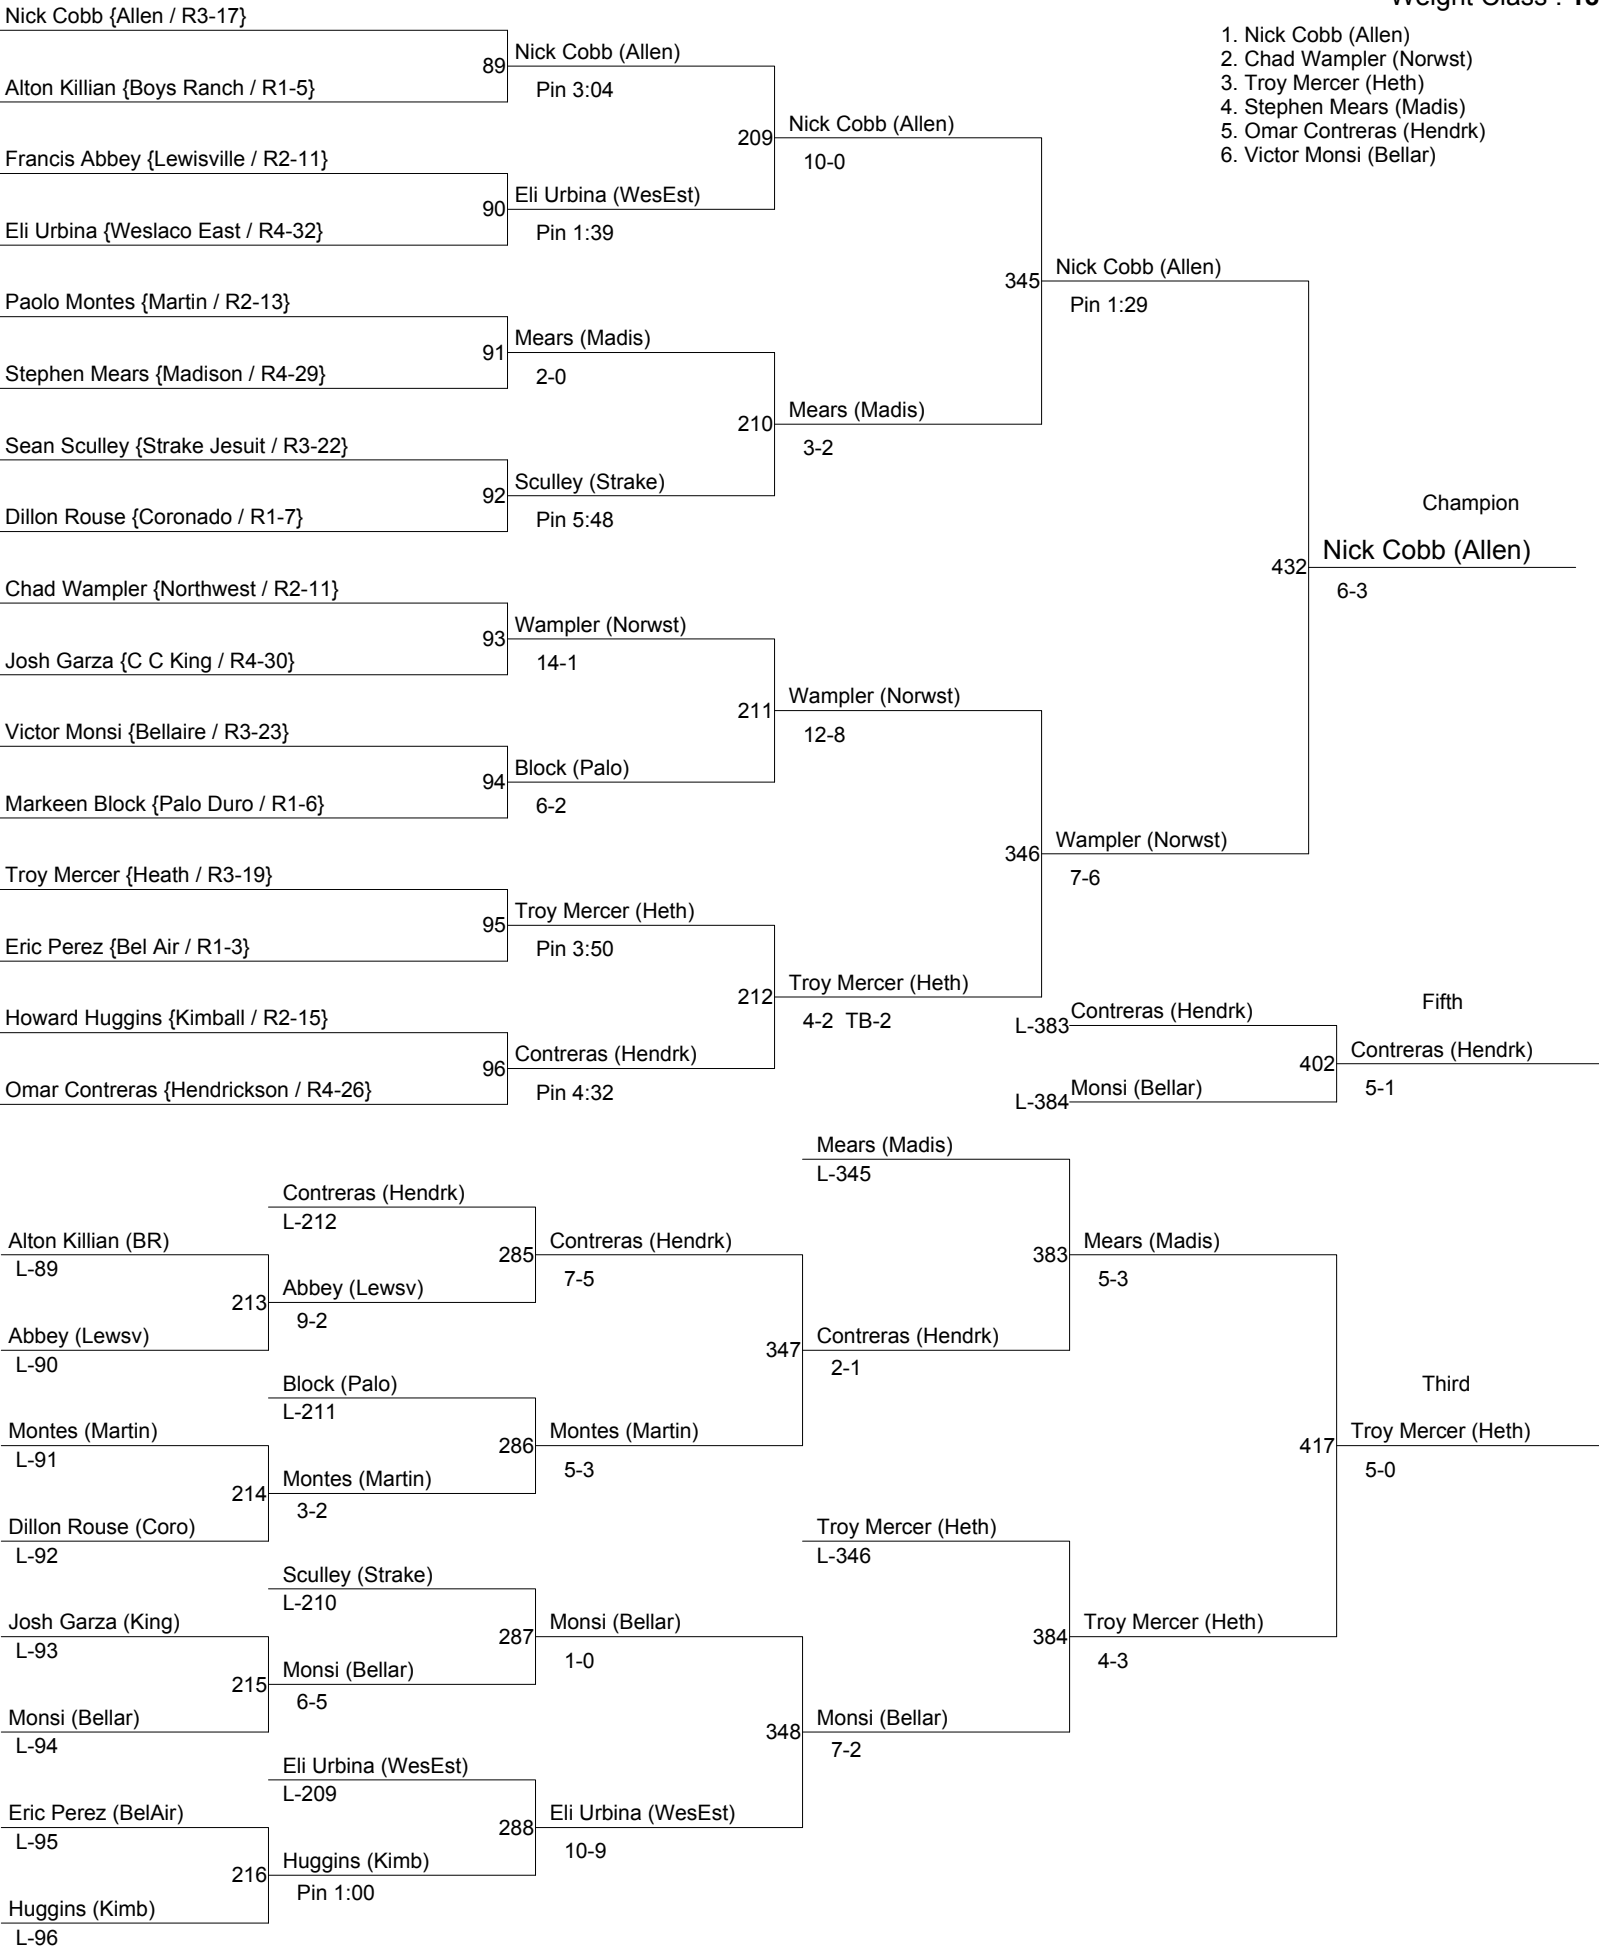 Weight Class :
1. Nick Cobb (Allen)
2. Chad Wampler (Norwst)
3. Troy Mercer (Heth)
4. Stephen Mears (Madis)
5. Omar Contreras (Hendrk)
6. Victor Monsi (Bellar)
Nick Cobb {Allen / R3-17}
Alton Killian {Boys Ranch / R1-5}
Francis Abbey {Lewisville / R2-11}
Eli Urbina {Weslaco East / R4-32}
Paolo Montes {Martin / R2-13}
Stephen Mears {Madison / R4-29}
Sean Sculley {Strake Jesuit / R3-22}
Dillon Rouse {Coronado / R1-7}
Chad Wampler {Northwest / R2-11}
Josh Garza {C C King / R4-30}
Victor Monsi {Bellaire / R3-23}
Markeen Block {Palo Duro / R1-6}
Troy Mercer {Heath / R3-19}
Eric Perez {Bel Air / R1-3}
Howard Huggins {Kimball / R2-15}
Omar Contreras {Hendrickson / R4-26}
89
Nick Cobb (Allen)
Pin 3:04
90
Eli Urbina (WesEst)
Pin 1:39
91
Mears (Madis)
2-0
92
Sculley (Strake)
Pin 5:48
93
Wampler (Norwst)
14-1
94
Block (Palo)
6-2
95
Troy Mercer (Heth)
Pin 3:50
96
Contreras (Hendrk)
Pin 4:32
209
Nick Cobb (Allen)
10-0
210
Mears (Madis)
3-2
211
Wampler (Norwst)
12-8
212
Troy Mercer (Heth)
4-2 TB-2
345
Nick Cobb (Allen)
Pin 1:29
346
Wampler (Norwst)
7-6
Champion
432
Nick Cobb (Allen)
6-3
Fifth
L-383
Contreras (Hendrk)
L-384
Monsi (Bellar)
402
Contreras (Hendrk)
5-1
Alton Killian (BR)
L-89
Abbey (Lewsv)
L-90
Montes (Martin)
L-91
Dillon Rouse (Coro)
L-92
Josh Garza (King)
L-93
Monsi (Bellar)
L-94
Eric Perez (BelAir)
L-95
Huggins (Kimb)
L-96
Contreras (Hendrk)
L-212
213
Abbey (Lewsv)
9-2
Block (Palo)
L-211
214
Montes (Martin)
3-2
Sculley (Strake)
L-210
215
Monsi (Bellar)
6-5
Eli Urbina (WesEst)
L-209
216
Huggins (Kimb)
Pin 1:00
285
Contreras (Hendrk)
7-5
286
Montes (Martin)
5-3
287
Monsi (Bellar)
1-0
288
Eli Urbina (WesEst)
10-9
Mears (Madis)
L-345
347
Contreras (Hendrk)
2-1
Troy Mercer (Heth)
L-346
348
Monsi (Bellar)
7-2
383
Mears (Madis)
5-3
384
Troy Mercer (Heth)
4-3
Third
417
Troy Mercer (Heth)
5-0